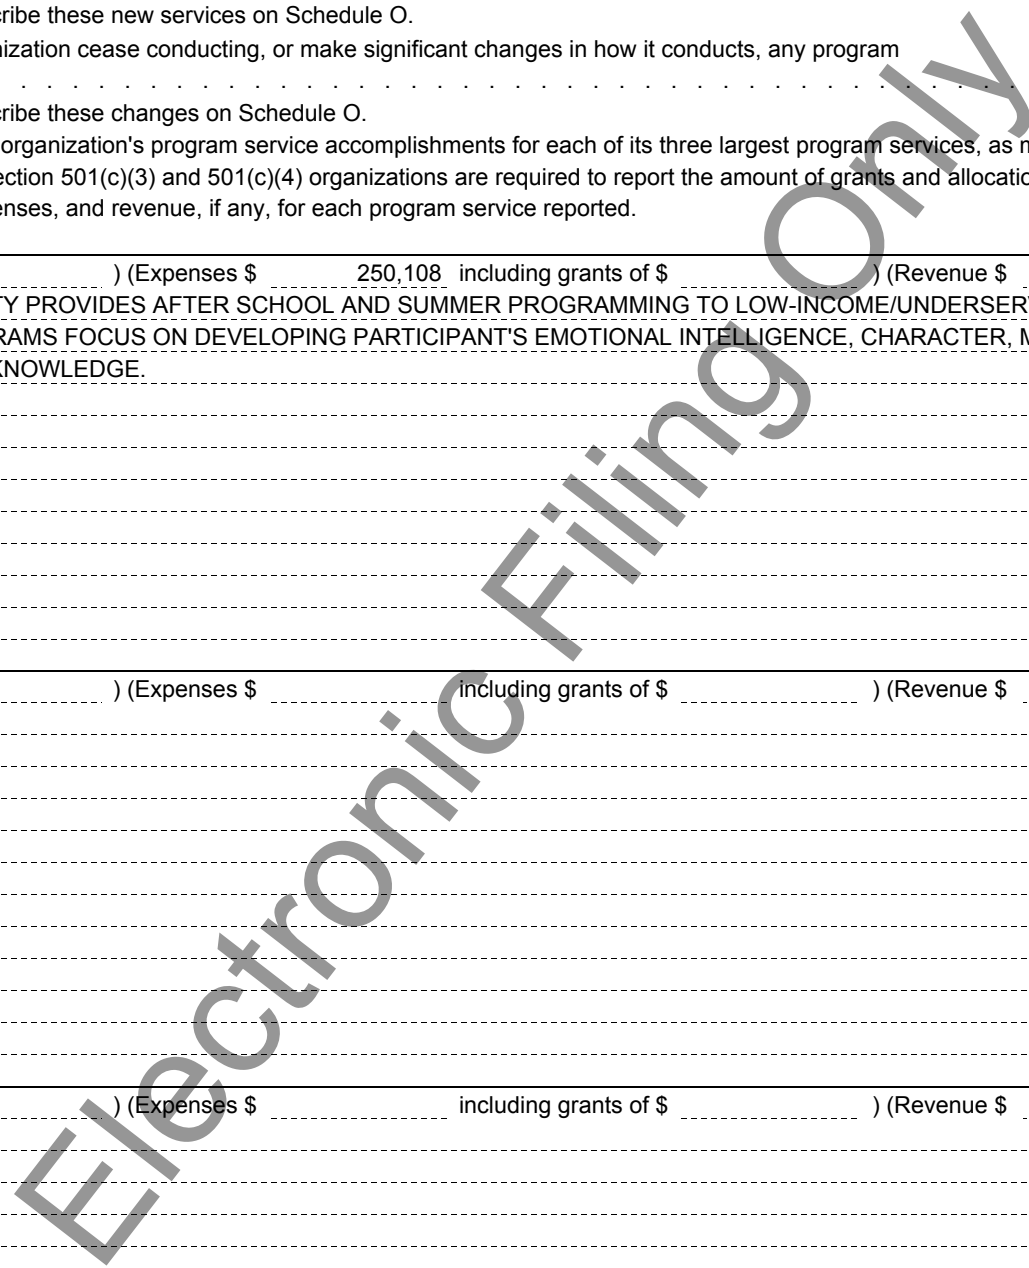 cribe these new services on Schedule O.
nization cease conducting, or make significant changes in how it conducts, any program
. . . . . . . . . . . . . . . . . . . . . . . . . . . . . . . . . . . . . . . . . .
cribe these changes on Schedule O.
organization's program service accomplishments for each of its three largest program services, as m
ection 501(c)(3) and 501(c)(4) organizations are required to report the amount of grants and allocatio
enses, and revenue, if any, for each program service reported.
) (Expenses $ 250,108 including grants of $ ) (Revenue $
TY PROVIDES AFTER SCHOOL AND SUMMER PROGRAMMING TO LOW-INCOME/UNDERSERV
RAMS FOCUS ON DEVELOPING PARTICIPANT'S EMOTIONAL INTELLIGENCE, CHARACTER, M
KNOWLEDGE.
) (Expenses $ including grants of $ ) (Revenue $
) (Expenses $ including grants of $ ) (Revenue $
Electronic Filing Only